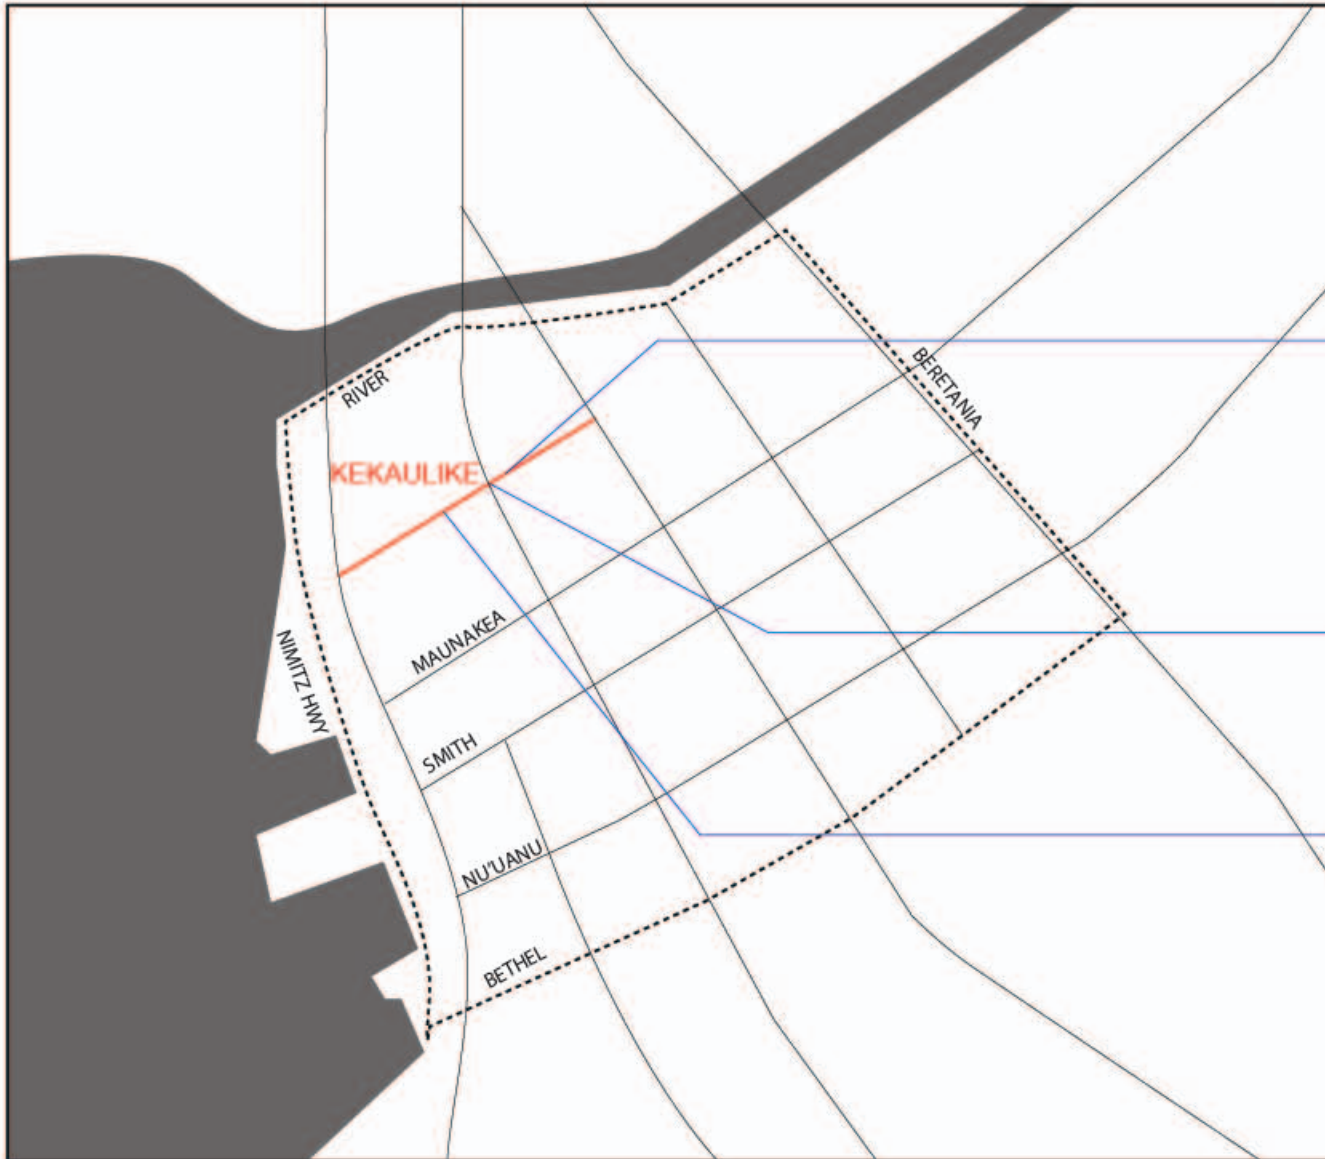 RIVER
BERETANIA
KEKAULIKE
MAUNAKEA
NIMITZ HWY
SMITH
NU'UANU
BETHEL